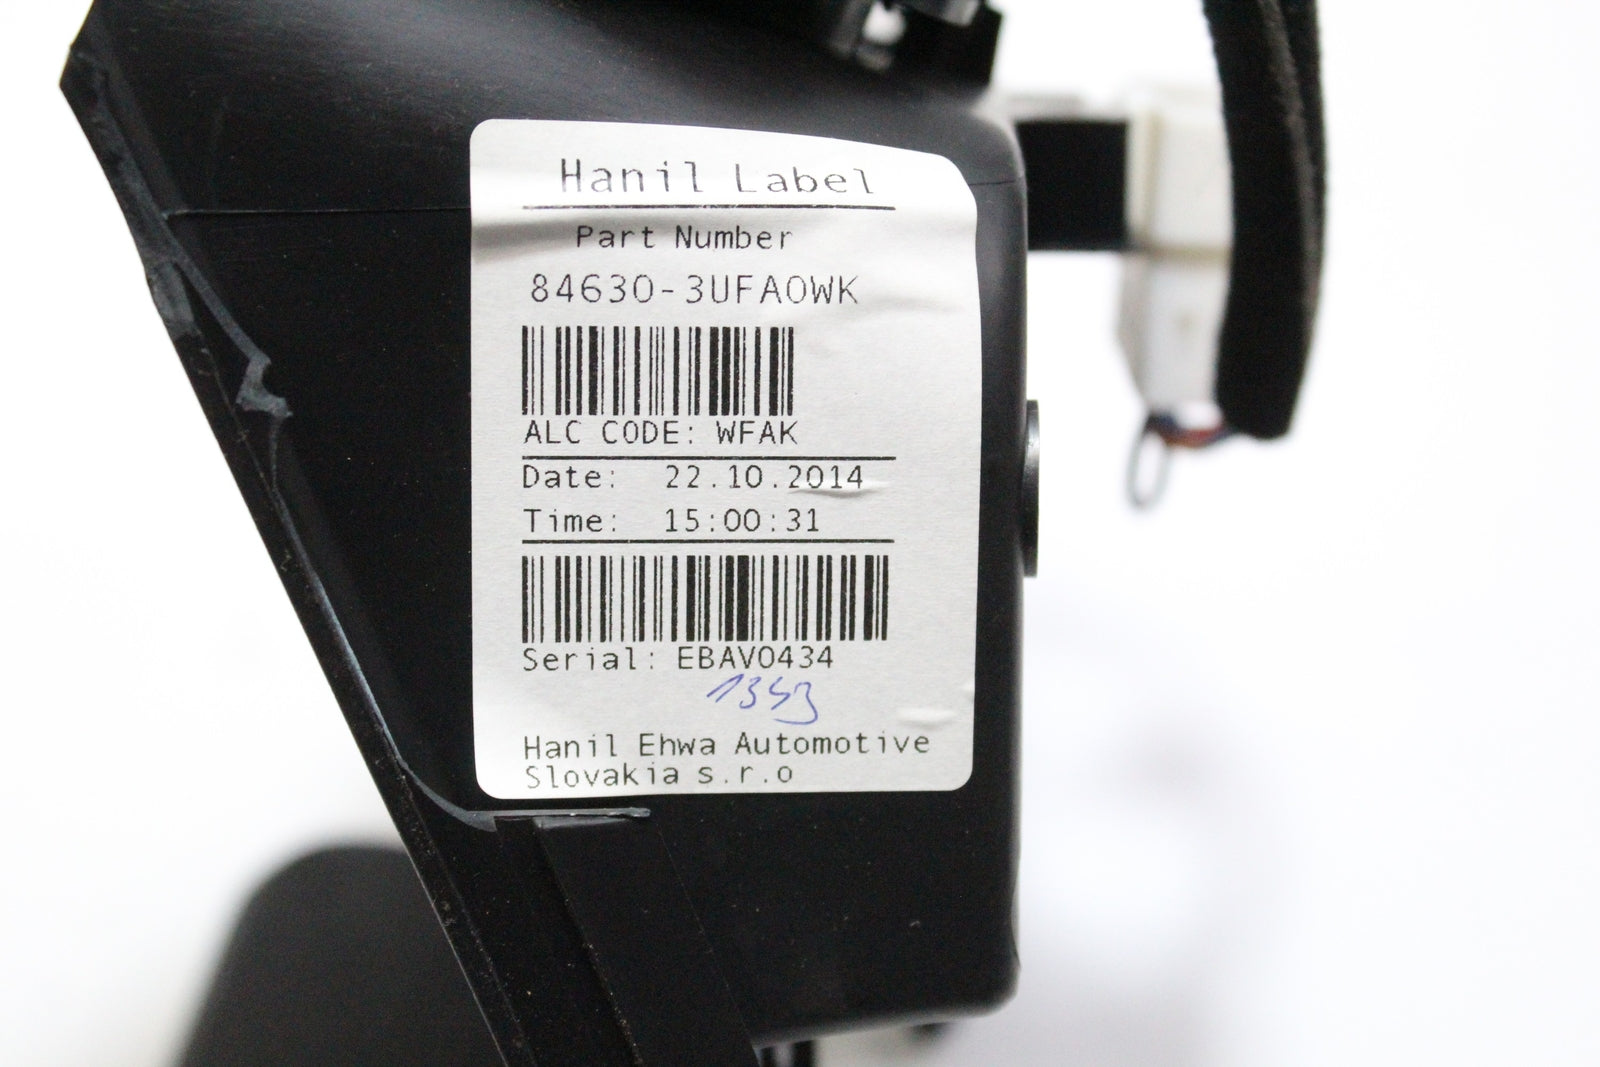 Hanil Label
Part Number
84630-3UFA0WK
ALC CODE: WFAK
Date: 22.10.2014
Time: 15:00:31
Serial: EBAV0434
Hanil Ehwa Automotive
Slovakia s.r.o